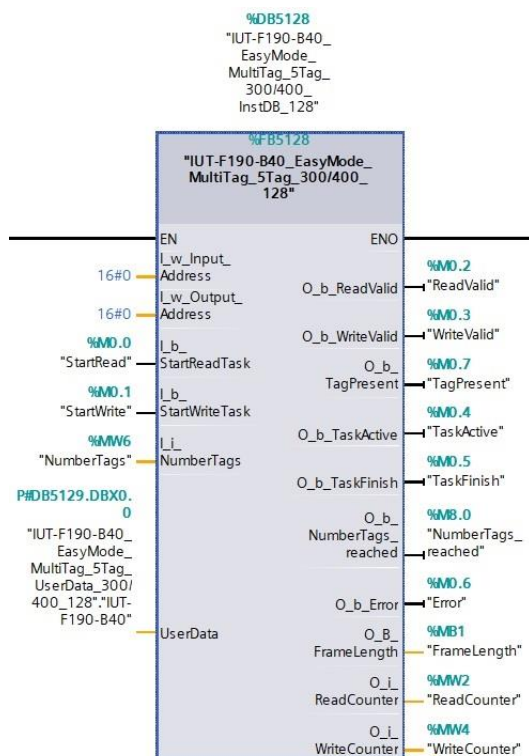 %DB5128
"IUT-F190-B40_
EasyMode_
MultiTag_5Tag_
300/400_
InstDB_128"
%FB5128
"IUT-F190-B40_EasyMode_
MultiTag_5Tag_300/400_
128"
EN
ENO
16#0
I_w_Input_
Address
16#0
I_w_Output_
Address
%M0.0
"StartRead"
I_b_
StartReadTask
%M0.1
"StartWrite"
I_b_
StartWriteTask
%MW6
"NumberTags"
I_i_
NumberTags
P#DB5129.DBX0.
0
"IUT-F190-B40_
EasyMode_
MultiTag_5Tag_
UserData_300/
400_128"."IUT-
F190-B40"
UserData
O_b_ReadValid
%M0.2
"ReadValid"
O_b_WriteValid
%M0.3
"WriteValid"
O_b_
TagPresent
%M0.7
"TagPresent"
O_b_TaskActive
%M0.4
"TaskActive"
O_b_TaskFinish
%M0.5
"TaskFinish"
O_b_
NumberTags_
reached
%M8.0
"NumberTags_
reached"
O_b_Error
%M0.6
"Error"
O_B_
FrameLength
%MB1
"FrameLength"
O_i_
ReadCounter
%MW2
"ReadCounter"
O_i_
WriteCounter
%MW4
"WriteCounter"